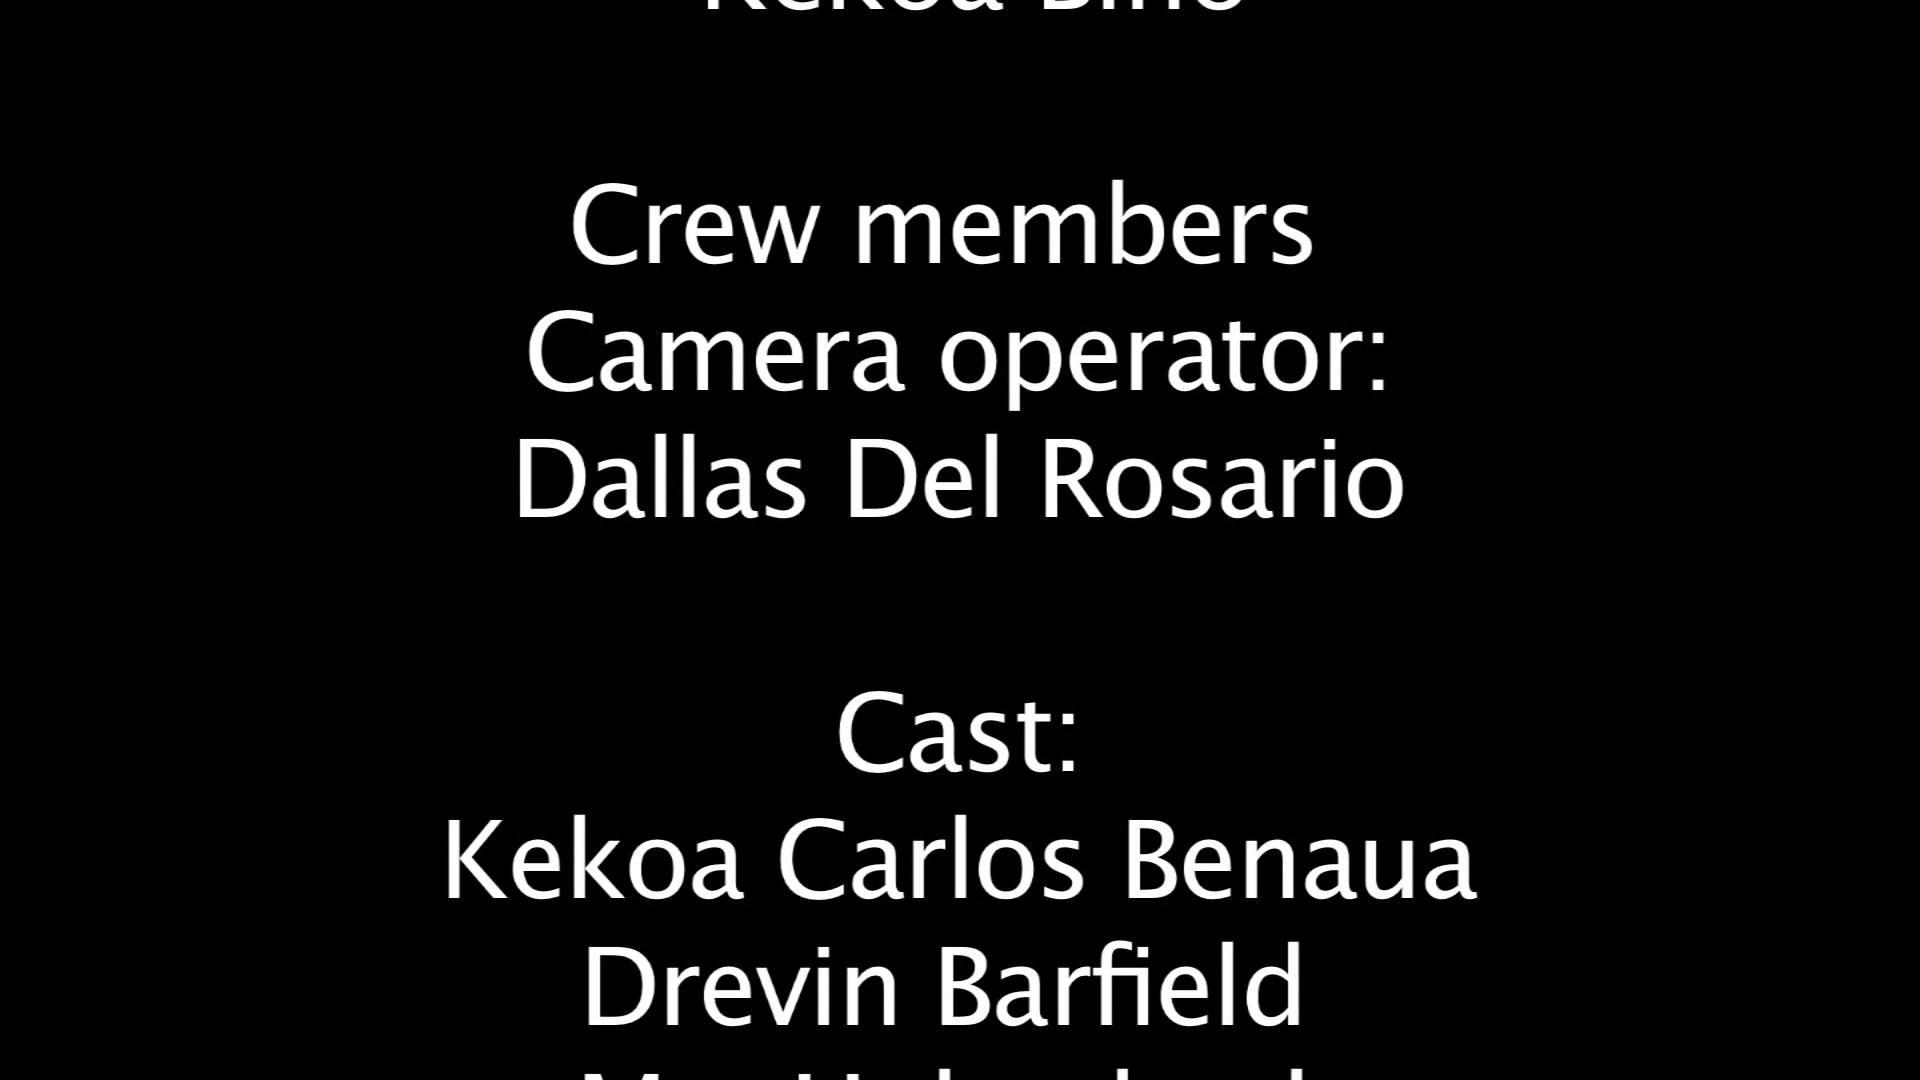 Crew members
Camera operator:
Dallas Del Rosario
Cast:
Kekoa Carlos Benaua
Drevin Barfield